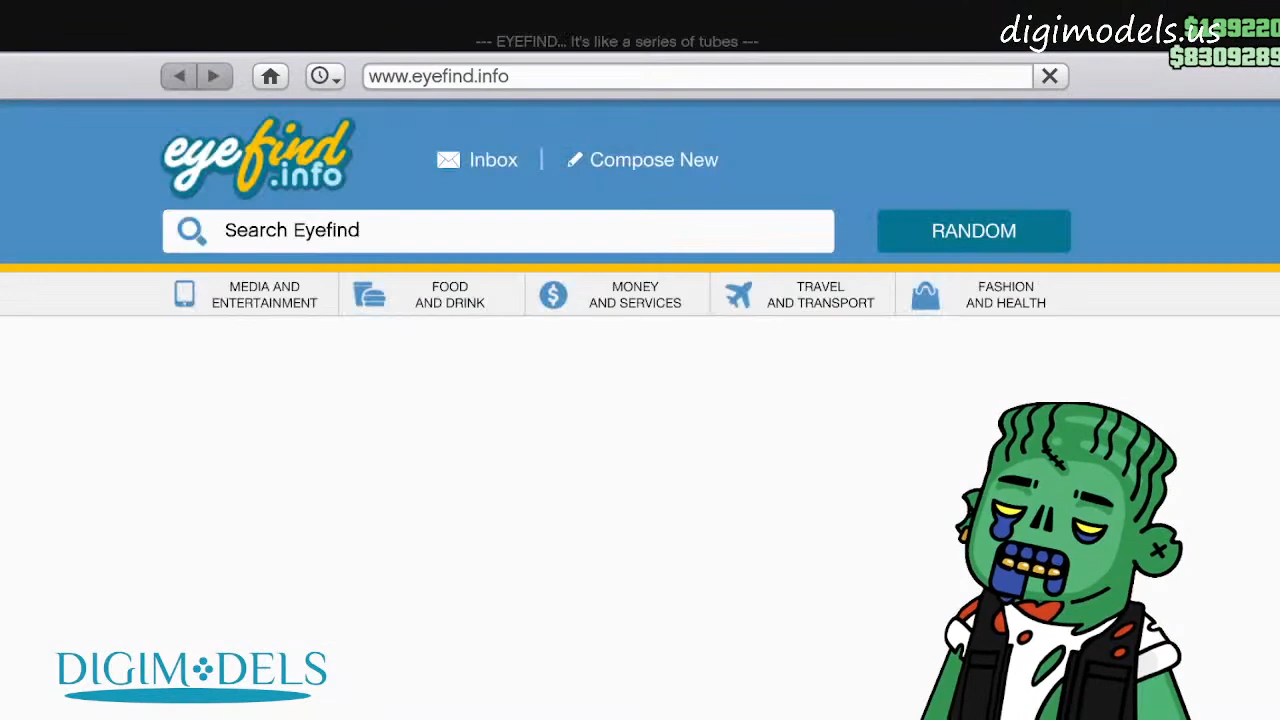 digimodels.us
--- EYEFIND... It's like a series of tubes ---
www.eyefind.info
eyefind
.info
Inbox
Compose New
Search Eyefind
RANDOM
MEDIA AND
ENTERTAINMENT
FOOD
AND DRINK
MONEY
AND SERVICES
TRAVEL
AND TRANSPORT
FASHION
AND HEALTH
DIGIMODELS